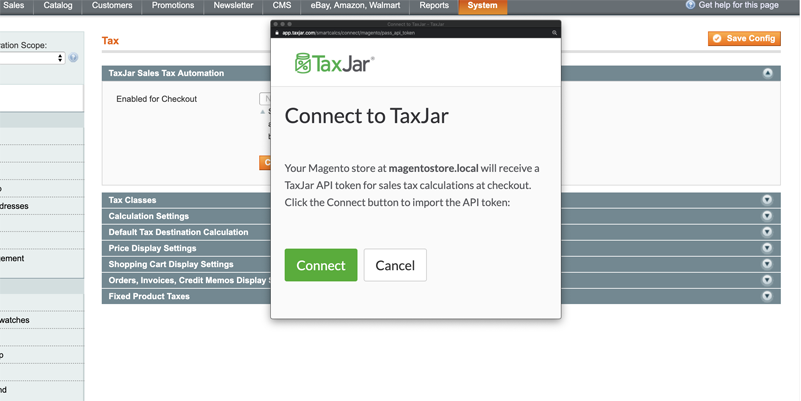 Sales Catalog Customers Promotions Newsletter CMS eBay, Amazon, Walmart Reports System Get help for this page
Connect to TaxJar - TaxJar
app.taxjar.com/smartcalcs/connect/magento/pass_api_token
ration Scope:
Tax
Save Config
TaxJar®
TaxJar Sales Tax Automation
Enabled for Checkout
N
S
a
b
C
Connect to TaxJar
Your Magento store at magentostore.local will receive a
TaxJar API token for sales tax calculations at checkout.
Click the Connect button to import the API token:
Connect Cancel
Tax Classes
Calculation Settings
Default Tax Destination Calculation
Price Display Settings
Shopping Cart Display Settings
Orders, Invoices, Credit Memos Display S
Fixed Product Taxes
o
dresses
gement
watches
p
nd